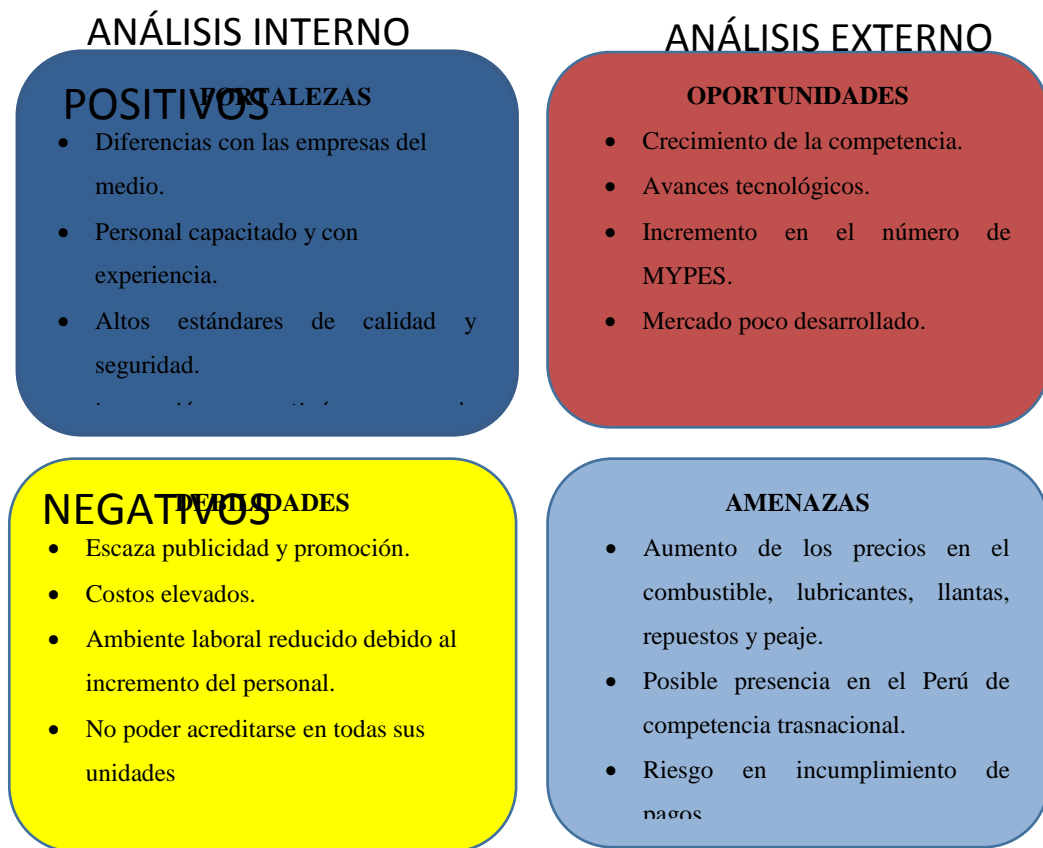 ANÁLISIS INTERNO
ANÁLISIS EXTERNO
POSITIVOS
FORTALEZAS
• Diferencias con las empresas del
medio.
• Personal capacitado y con
experiencia.
• Altos estándares de calidad y
seguridad.
OPORTUNIDADES
• Crecimiento de la competencia.
• Avances tecnológicos.
• Incremento en el número de
MYPES.
• Mercado poco desarrollado.
NEGATIVOS
DEBILIDADES
• Escaza publicidad y promoción.
• Costos elevados.
• Ambiente laboral reducido debido al
incremento del personal.
• No poder acreditarse en todas sus
unidades
AMENAZAS
• Aumento de los precios en el
combustible, lubricantes, llantas,
repuestos y peaje.
• Posible presencia en el Perú de
competencia trasnacional.
• Riesgo en incumplimiento de
pagos